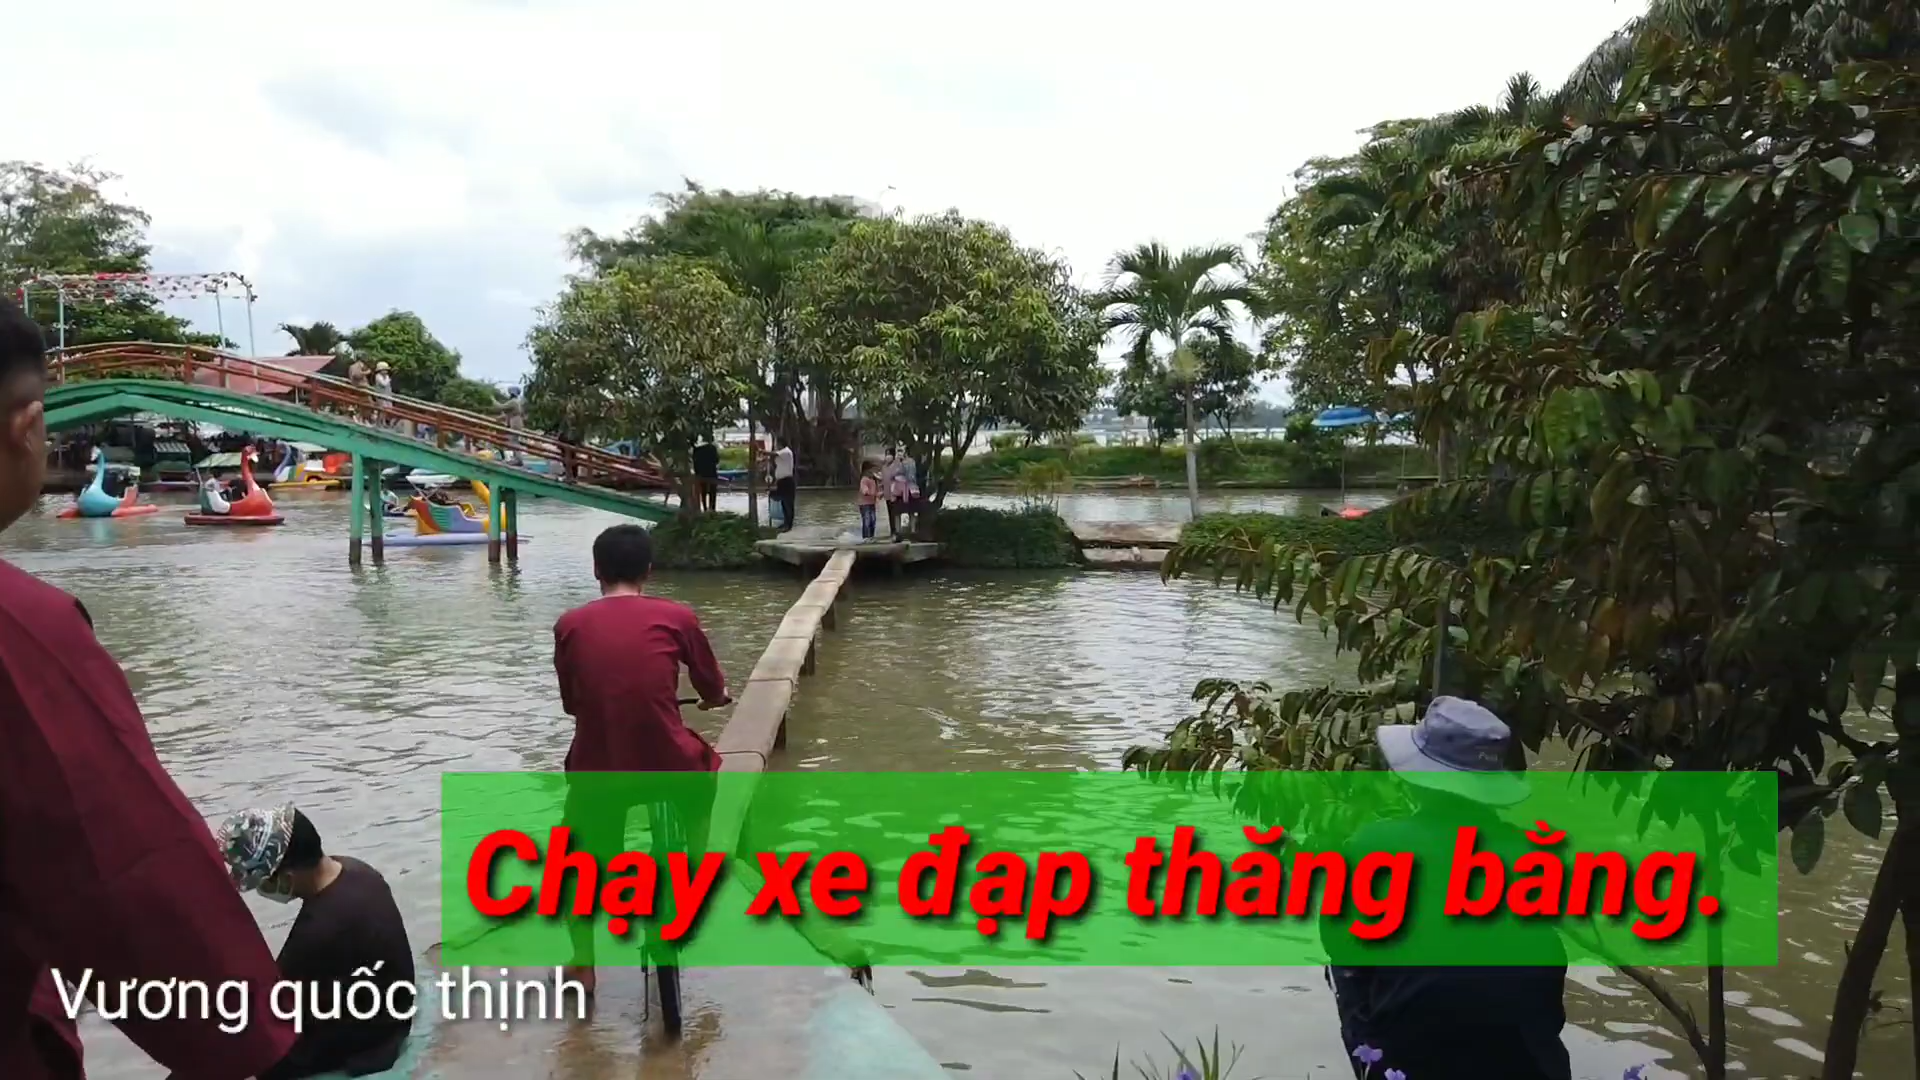 Chạy xe đạp thăng bằng.
Vương quốc thịnh